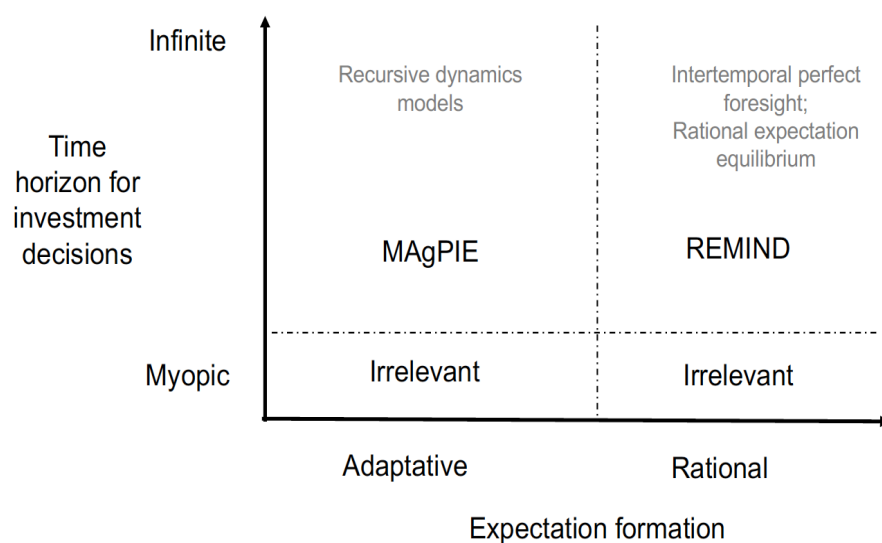 Infinite
Recursive dynamics
models
Intertemporal perfect
foresight;
Rational expectation
equilibrium
Time
horizon for
investment
decisions
MAgPIE
REMIND
Myopic
Irrelevant
Irrelevant
Adaptative
Rational
Expectation formation